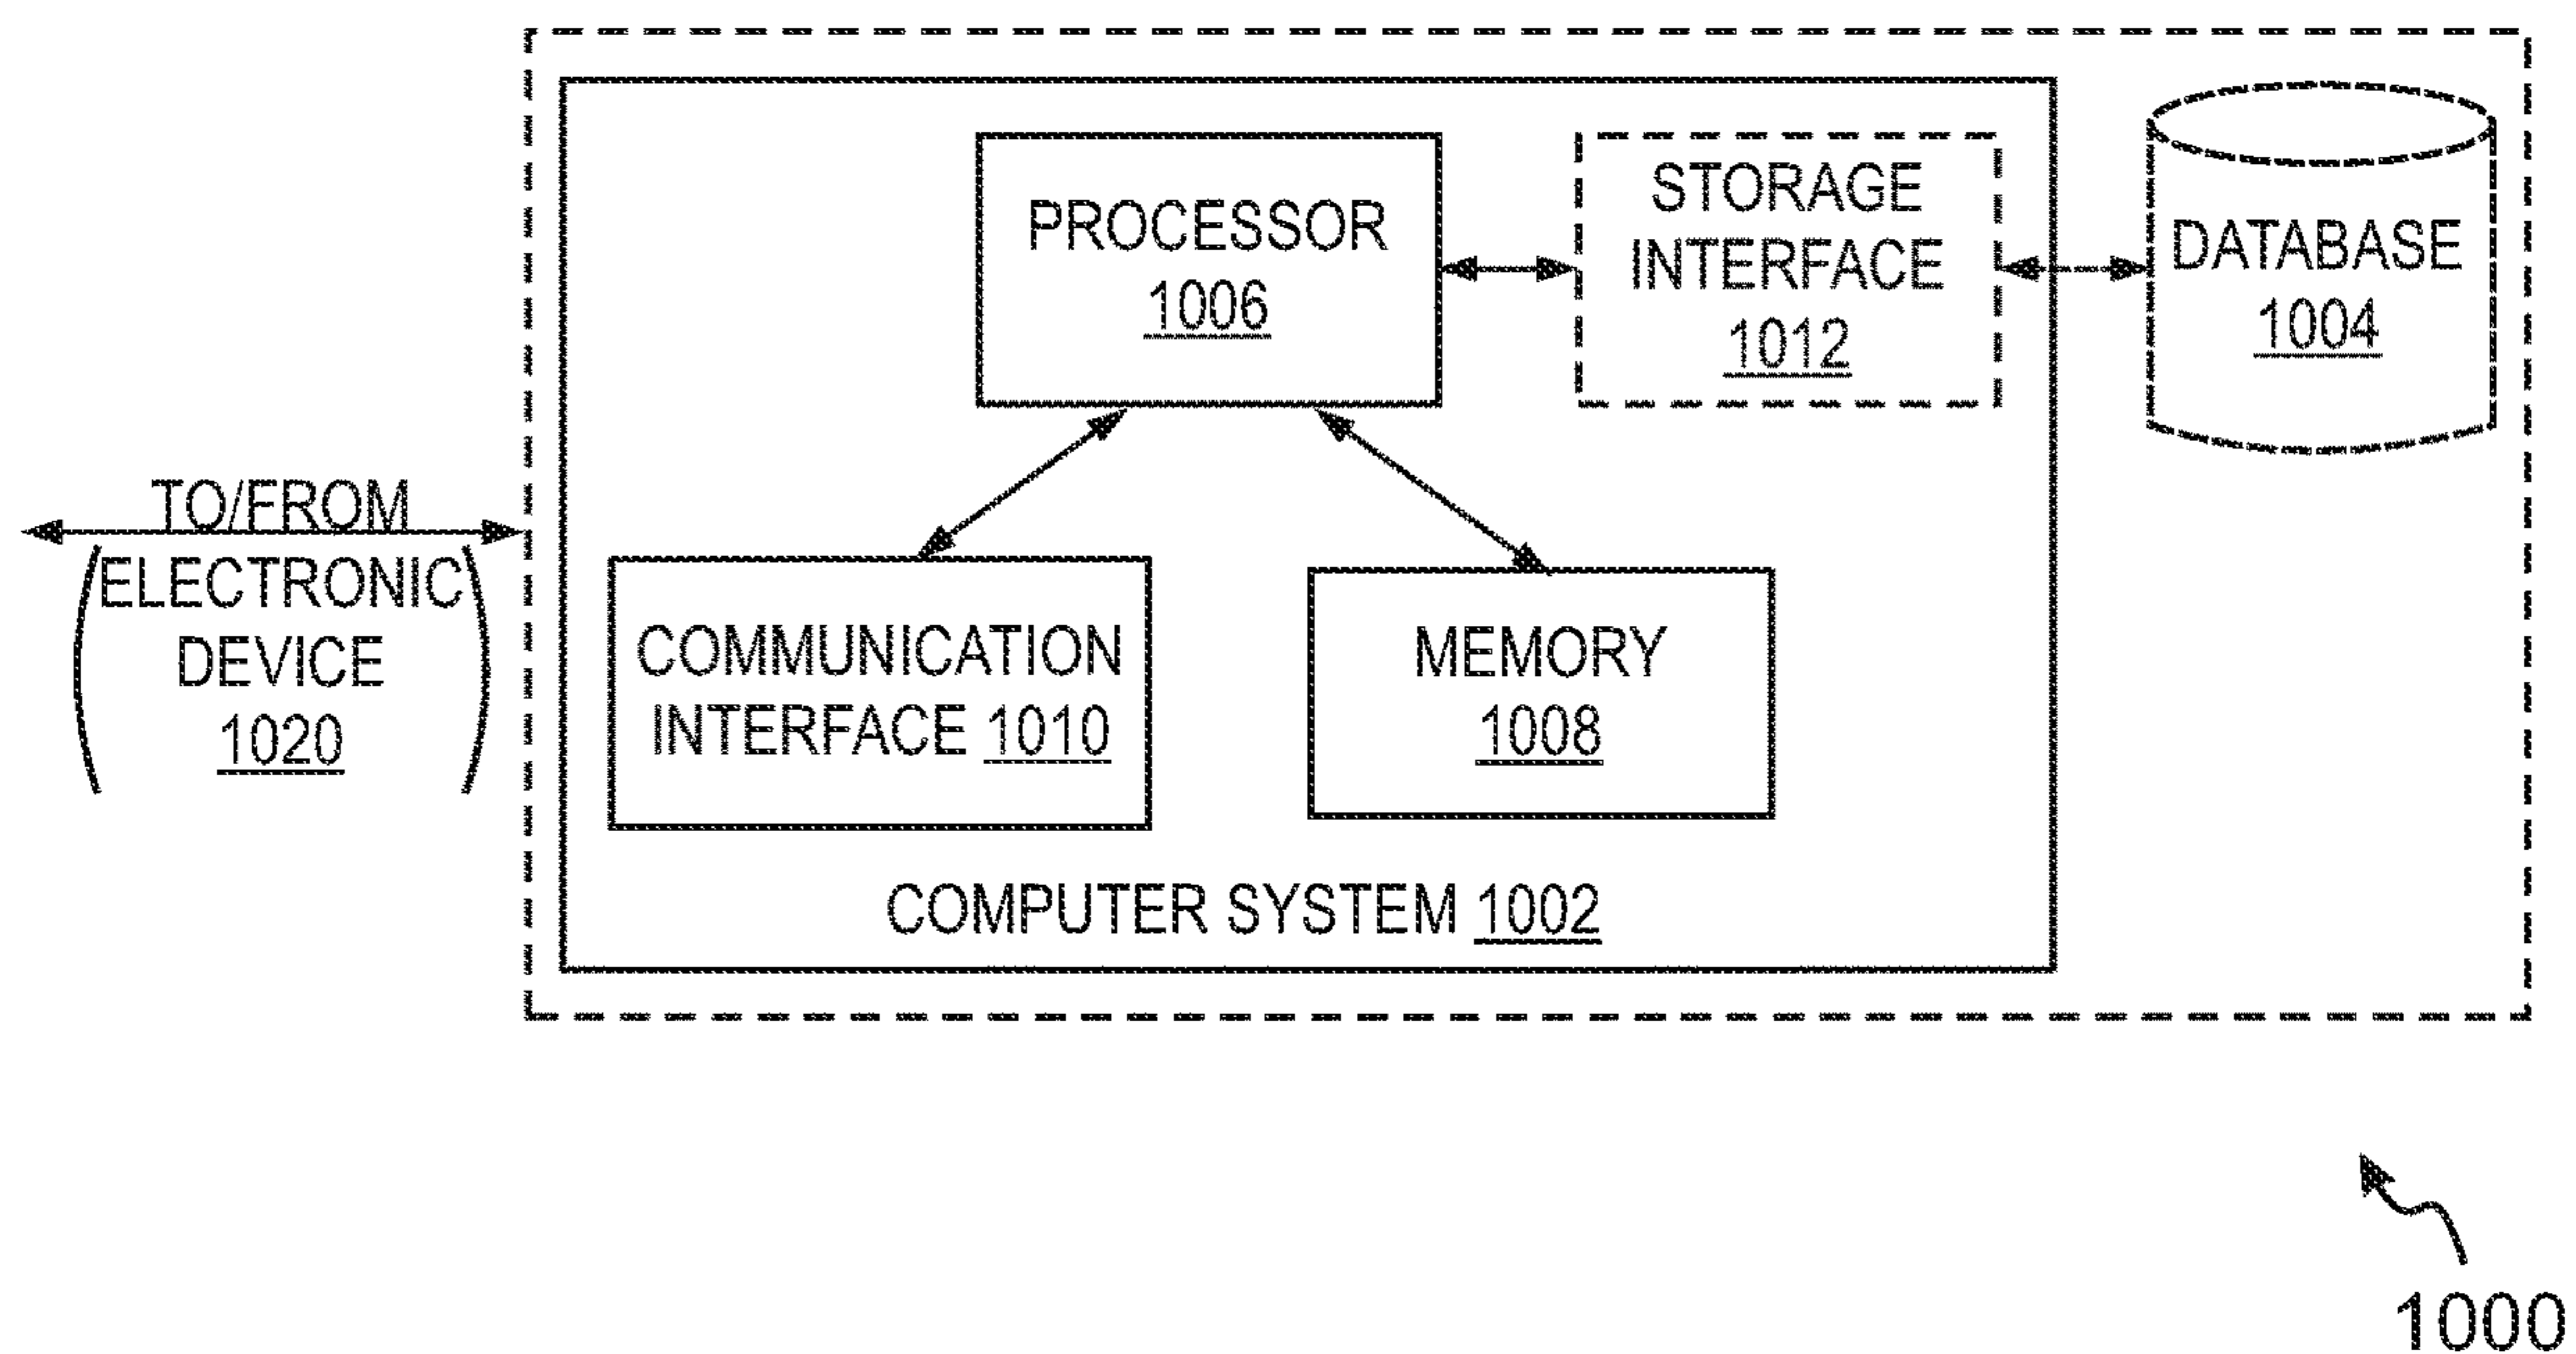 PROCESSOR
1006
STORAGE
INTERFACE
1012
DATABASE
1004
TO/FROM
ELECTRONIC
DEVICE
1020
COMMUNICATION
INTERFACE 1010
MEMORY
1008
COMPUTER SYSTEM 1002
1000